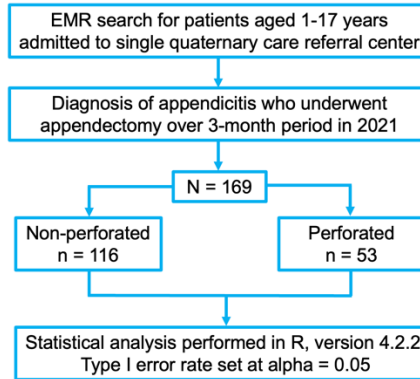 EMR search for patients aged 1-17 years
admitted to single quaternary care referral center
Diagnosis of appendicitis who underwent
appendectomy over 3-month period in 2021
N = 169
Non-perforated
n = 116
Perforated
n = 53
Statistical analysis performed in R, version 4.2.2
Type I error rate set at alpha = 0.05